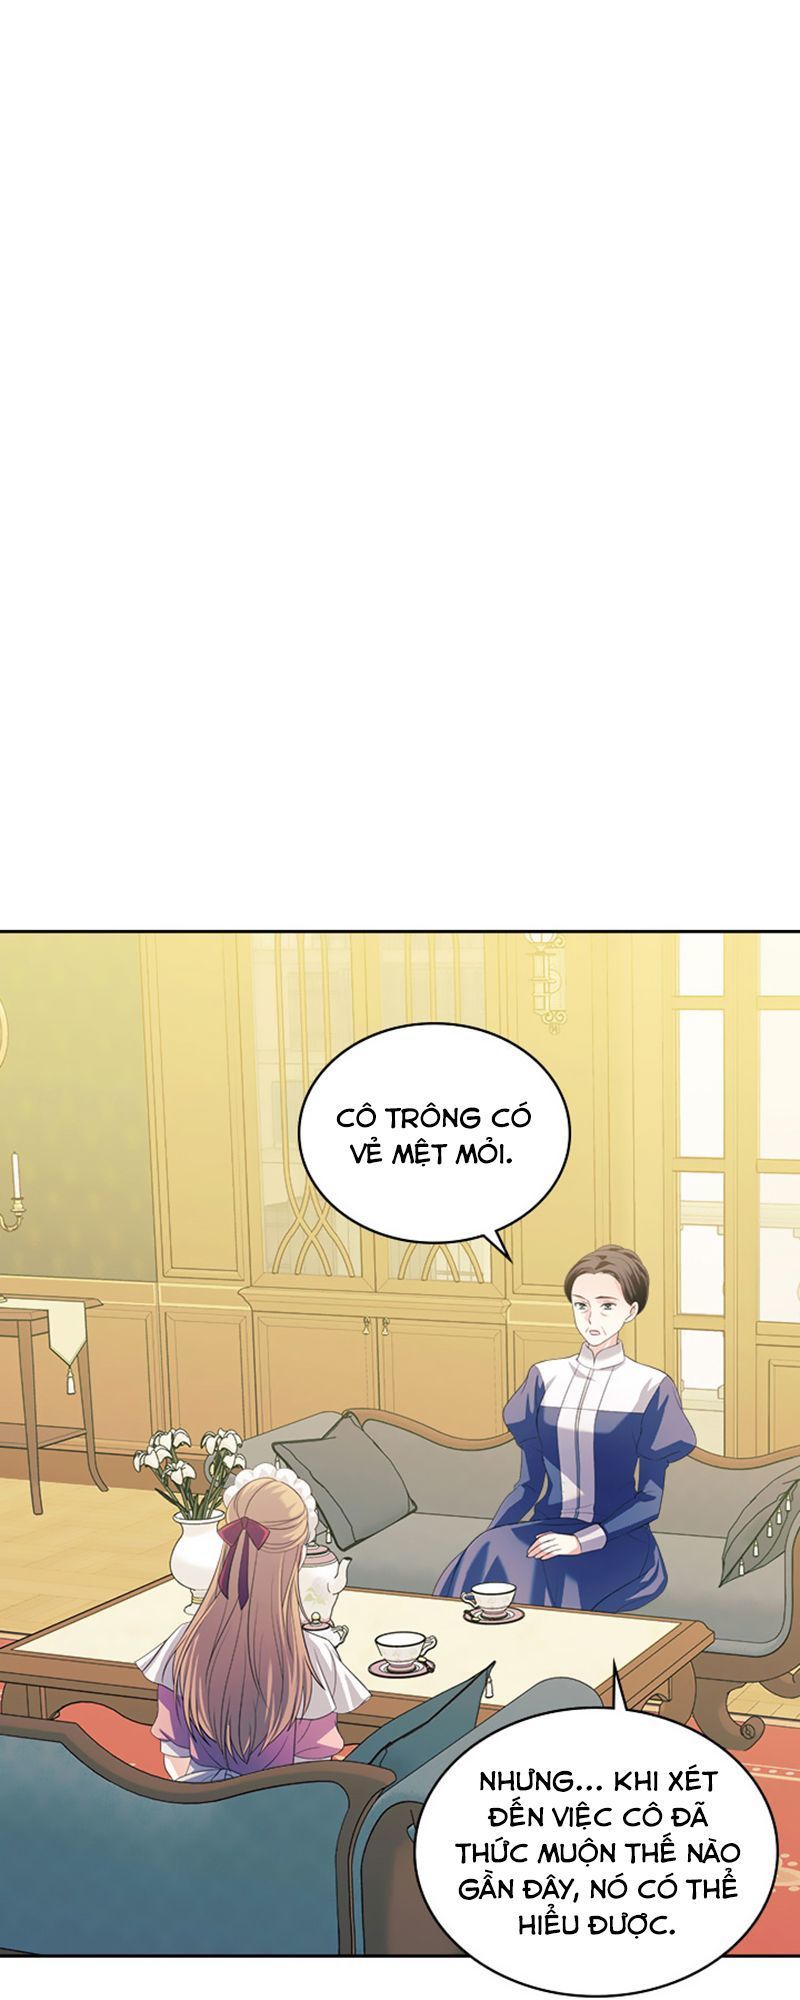 CÔ TRÔNG CÓ
VẺ MỆT MỎI.
NHƯNG... KHI XÉT
ĐẾN VIỆC CÔ ĐÃ
THỨC MUỘN THẾ NÀO
GẦN ĐÂY, NÓ CÓ THỂ
HIỂU ĐƯỢC.